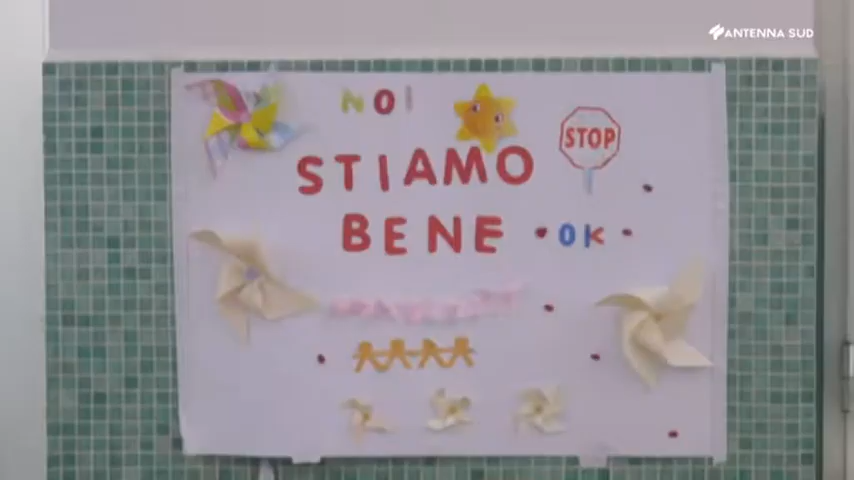 ANTENNA SUD
NOI
STOP
STIAMO
BENE •OK•